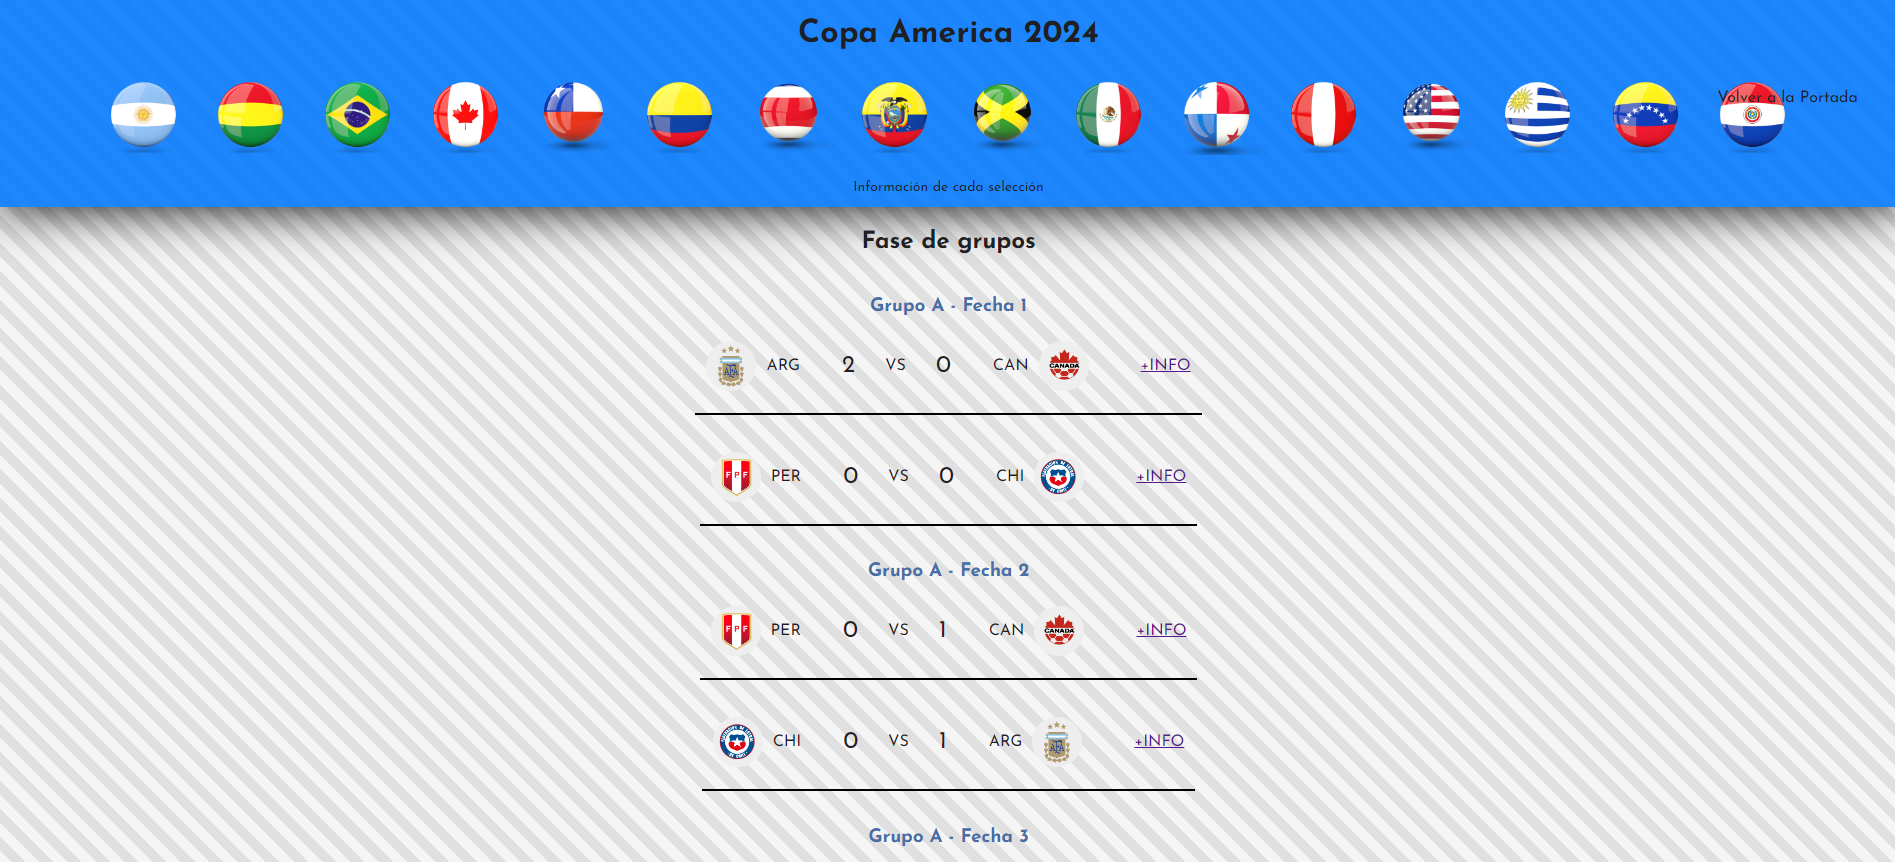 Copa America 2024
Volver a la Portada
Información de cada selección
Fase de grupos
Grupo A - Fecha 1
AFA ARG 2 VS 0 CAN CANADA +INFO
FPF PER 0 VS 0 CHI +INFO
Grupo A - Fecha 2
FPF PER 0 VS 1 CAN CANADA +INFO
CHI 0 VS 1 ARG AFA +INFO
Grupo A - Fecha 3